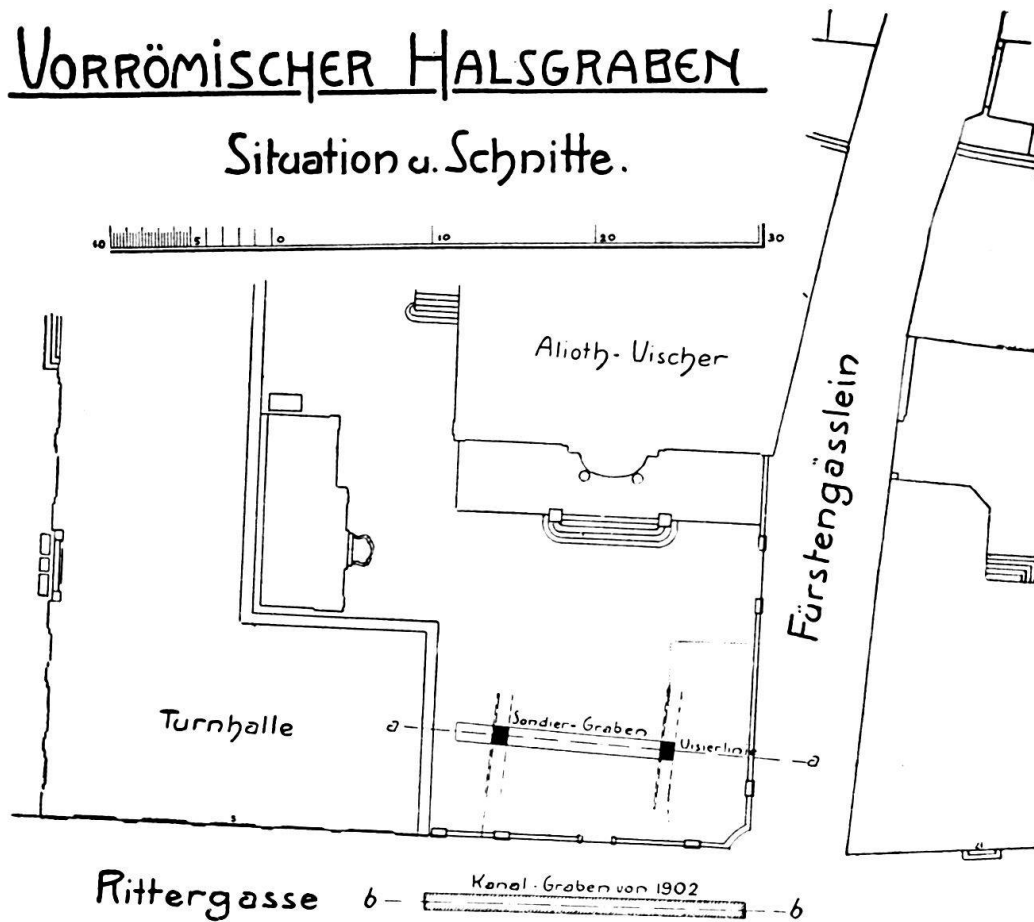 VORRÖMISCHER HALSGRABEN
Situation u. Schnitte.
10 5 0 10 20 30
Alioth-Vischer
Fürstengässlein
Turnhalle
a Sondier-Graben Visierlinie a
Rittergasse
b Kanal-Graben von 1902 b